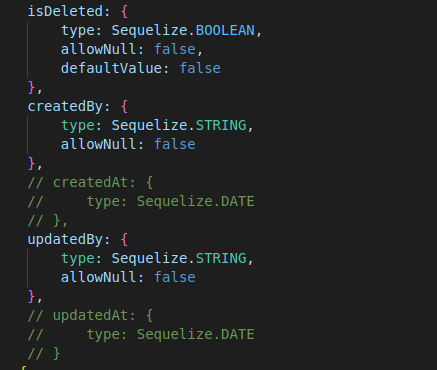 isDeleted: {
    type: Sequelize.BOOLEAN,
    allowNull: false,
    defaultValue: false
},
createdBy: {
    type: Sequelize.STRING,
    allowNull: false
},
// createdAt: {
//     type: Sequelize.DATE
// },
updatedBy: {
    type: Sequelize.STRING,
    allowNull: false
},
// updatedAt: {
//     type: Sequelize.DATE
// }